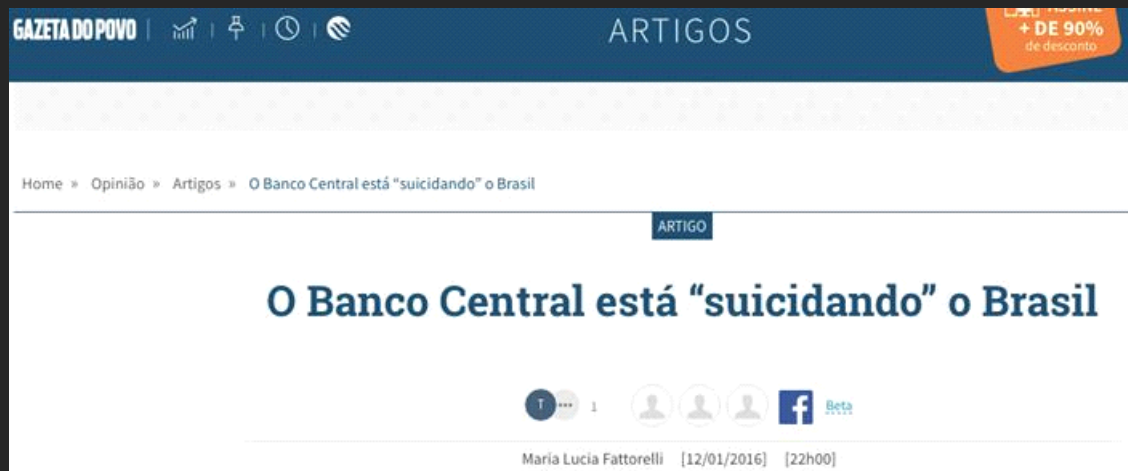 GAZETA DO POVO
ARTIGOS
ASSINE
+ DE 90%
de desconto
Home » Opinião » Artigos » O Banco Central está “suicidando” o Brasil
ARTIGO
O Banco Central está “suicidando” o Brasil
T ••• 1 f Beta
Maria Lucia Fattorelli [12/01/2016] [22h00]